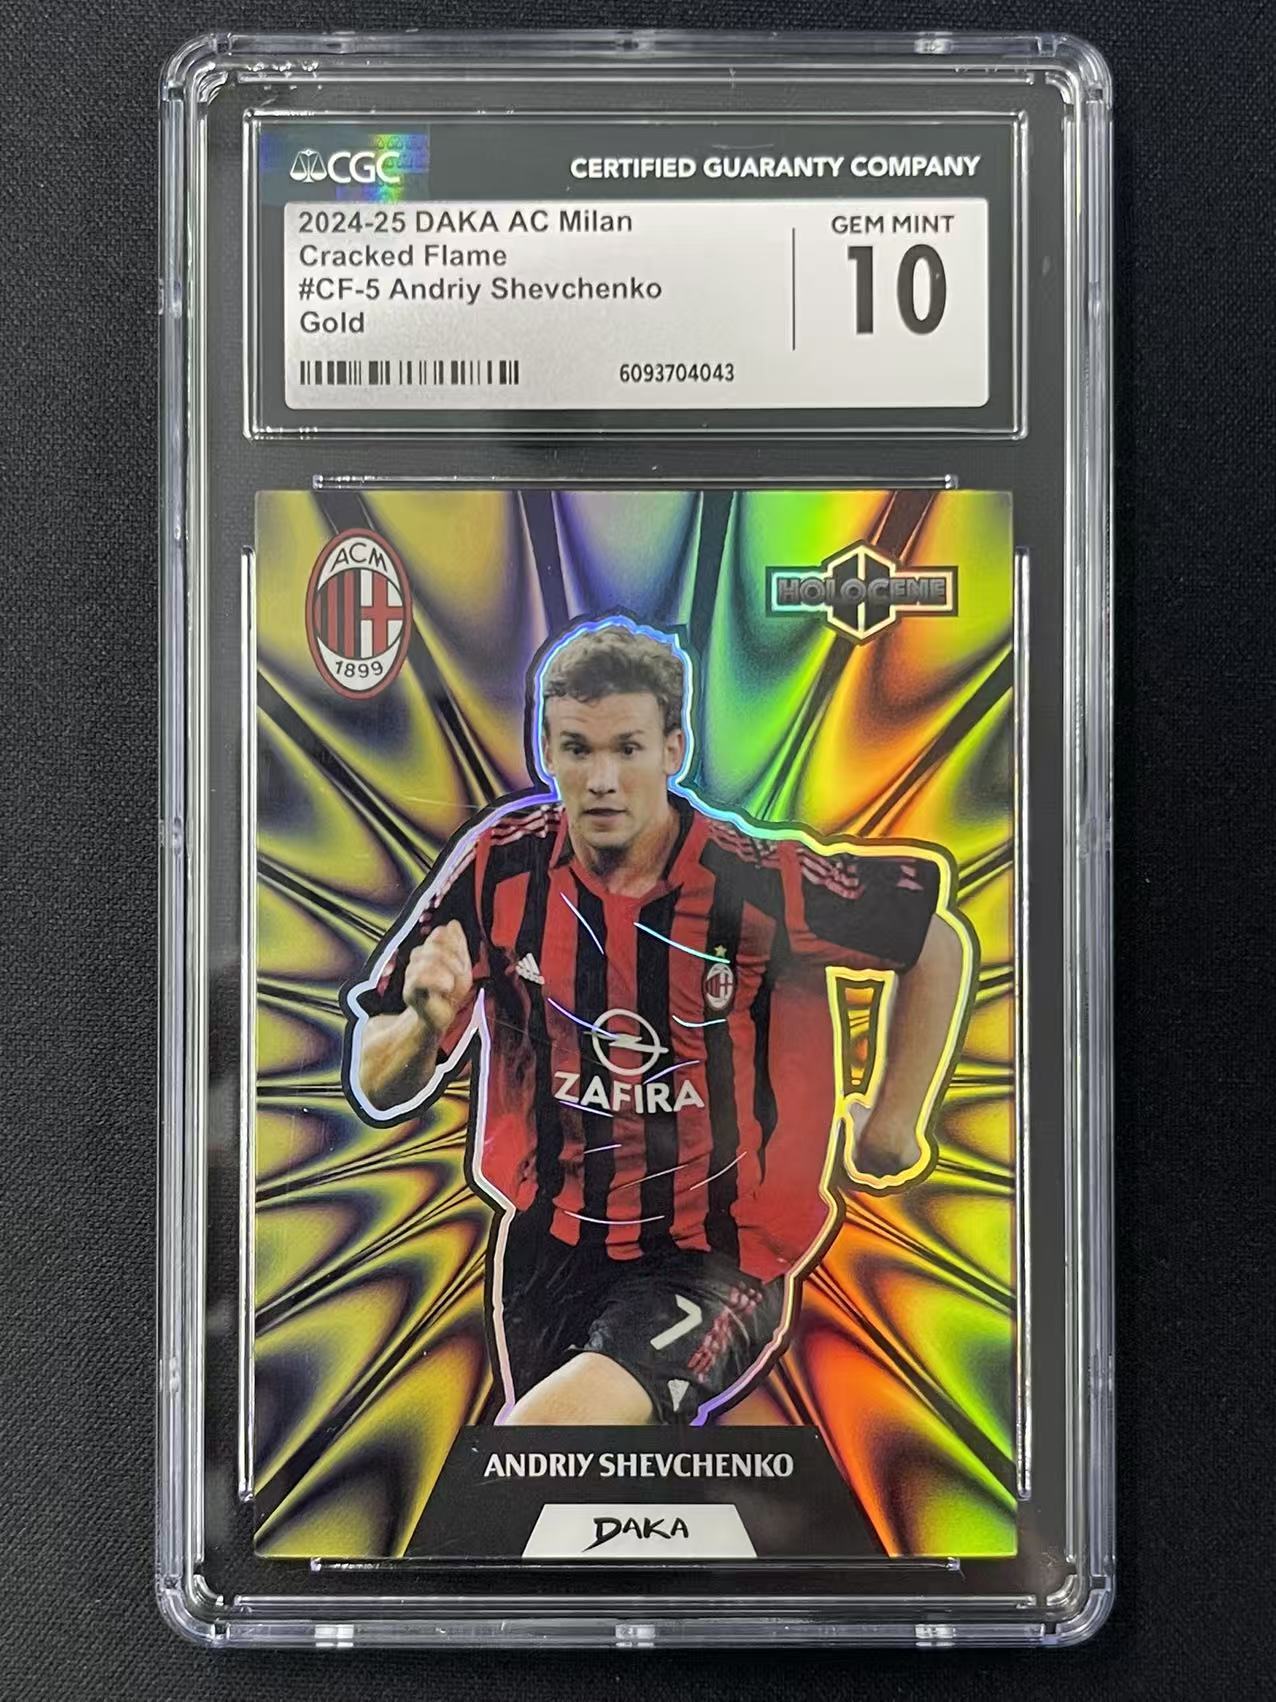 CGC
CERTIFIED GUARANTY COMPANY
2024-25 DAKA AC Milan
Cracked Flame
#CF-5 Andriy Shevchenko
Gold
GEM MINT
10
6093704043
ACM
1899
HOLOCENE
ZAFIRA
7
ANDRIY SHEVCHENKO
DAKA